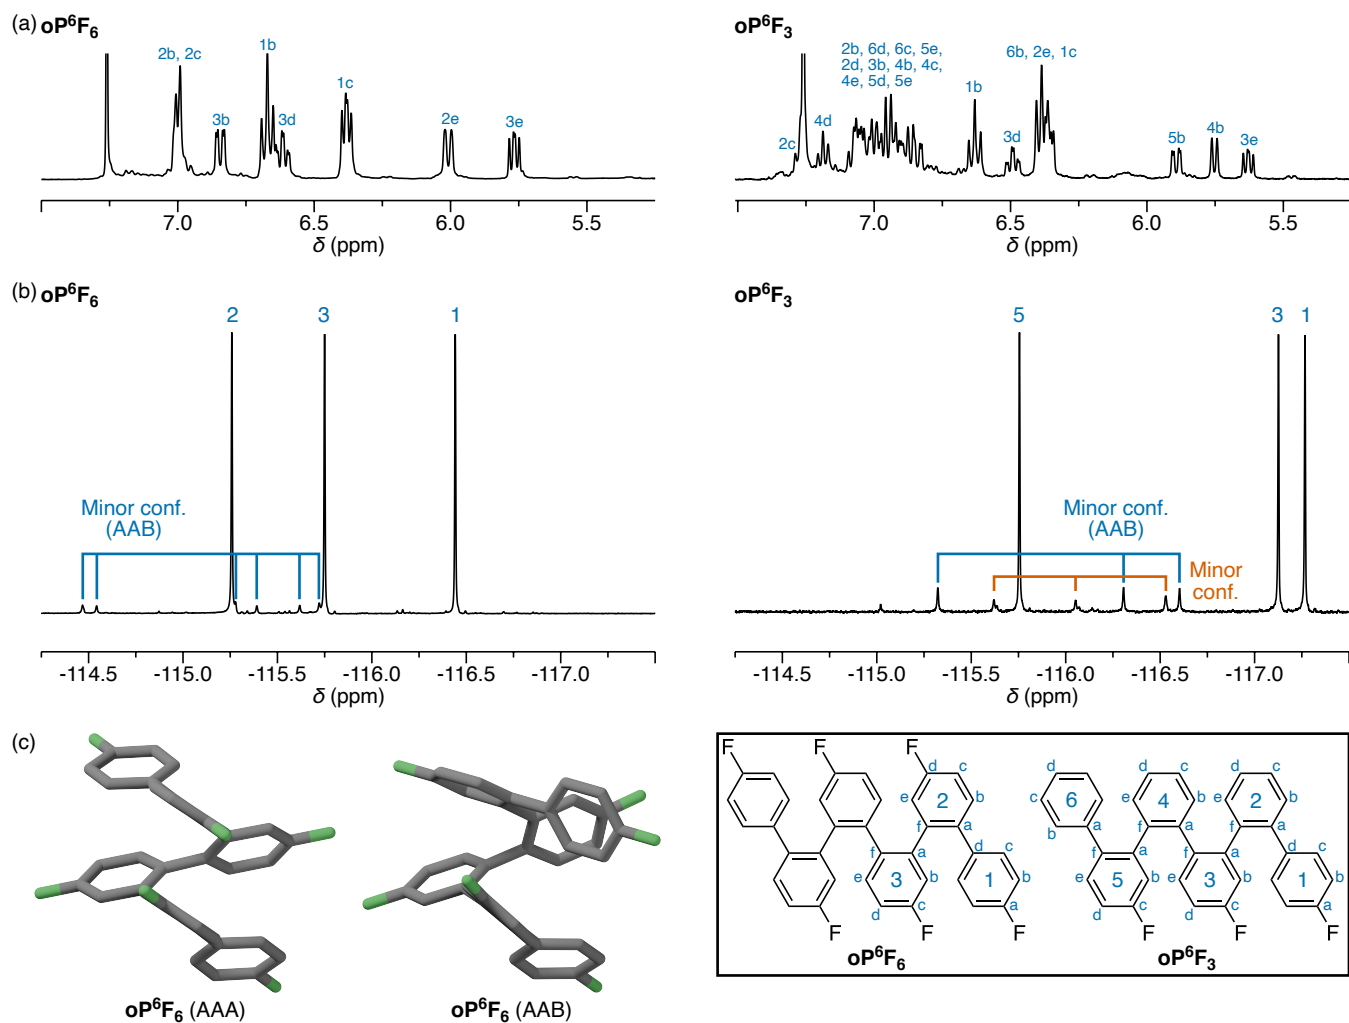 (a) oP⁶F₆
2b, 2c
3b
1b
3d
1c
2e
3e
7.0 6.5 6.0 5.5
δ (ppm)
oP⁶F₃
2b, 6d, 6c, 5e,
2d, 3b, 4b, 4c,
4e, 5d, 5e
2c
4d
1b
3d
6b, 2e, 1c
5b
4b
3e
7.0 6.5 6.0 5.5
δ (ppm)
(b) oP⁶F₆
2 3 1
Minor conf.
(AAB)
-114.5 -115.0 -115.5 -116.0 -116.5 -117.0
δ (ppm)
oP⁶F₃
5 3 1
Minor conf.
(AAB)
Minor
conf.
-114.5 -115.0 -115.5 -116.0 -116.5 -117.0
δ (ppm)
(c)
oP⁶F₆ (AAA)
oP⁶F₆ (AAB)
F F F
d c
e 2 b
f a
f a d c
e 3 b 1 b
d c a
F F F
oP⁶F₆
d d c d c
c 6 e 4 b e 2 b
b a f a f a
f a f a d c
e 5 b e 3 b 1 b
d c d c a
F F F
oP⁶F₃